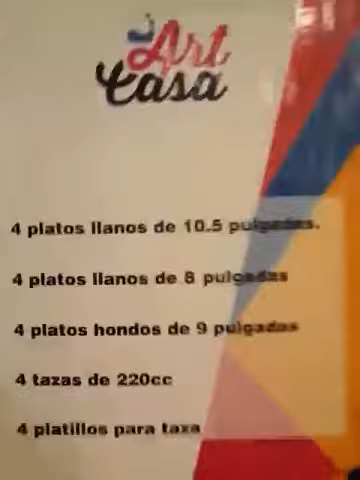 Art
Casa
4 platos llanos de 10.5 pulgadas.
4 platos llanos de 8 pulgadas
4 platos hondos de 9 pulgadas
4 tazas de 220cc
4 platillos para taza